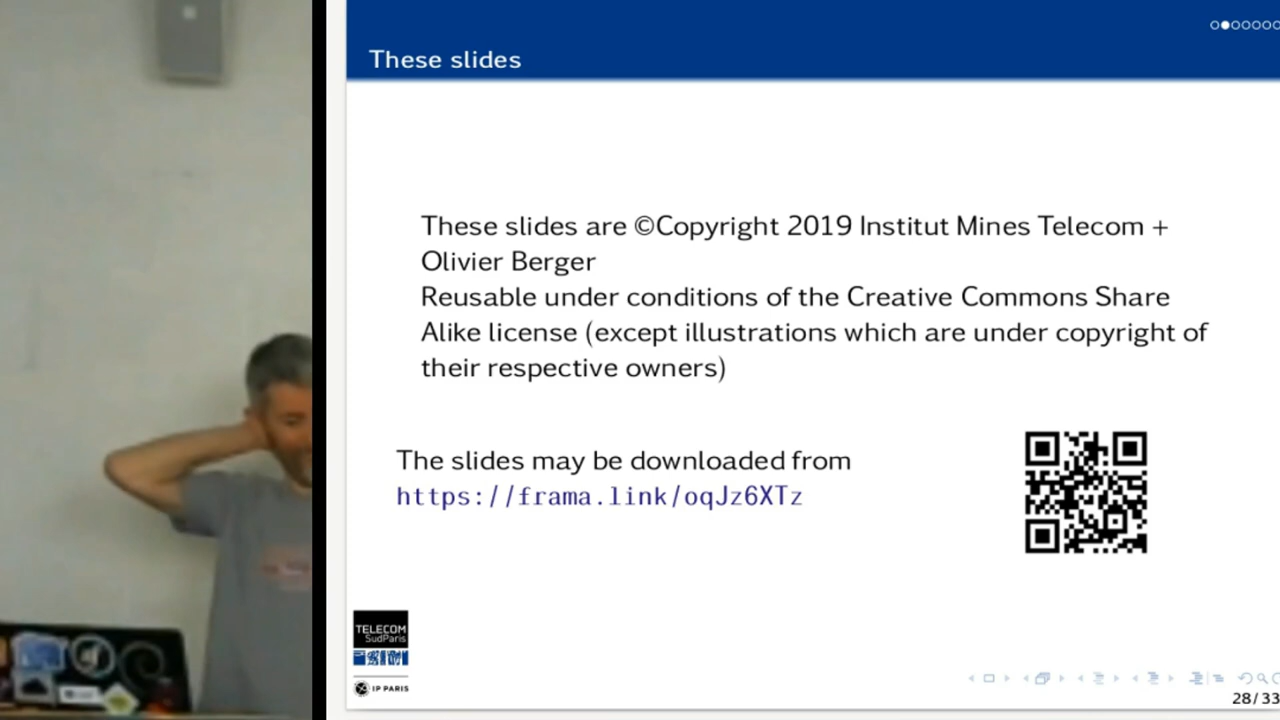 These slides
These slides are ©Copyright 2019 Institut Mines Telecom +
Olivier Berger
Reusable under conditions of the Creative Commons Share
Alike license (except illustrations which are under copyright of
their respective owners)
The slides may be downloaded from
https://frama.link/oqJz6XTz
TELECOM
SudParis
IP PARIS
28/33